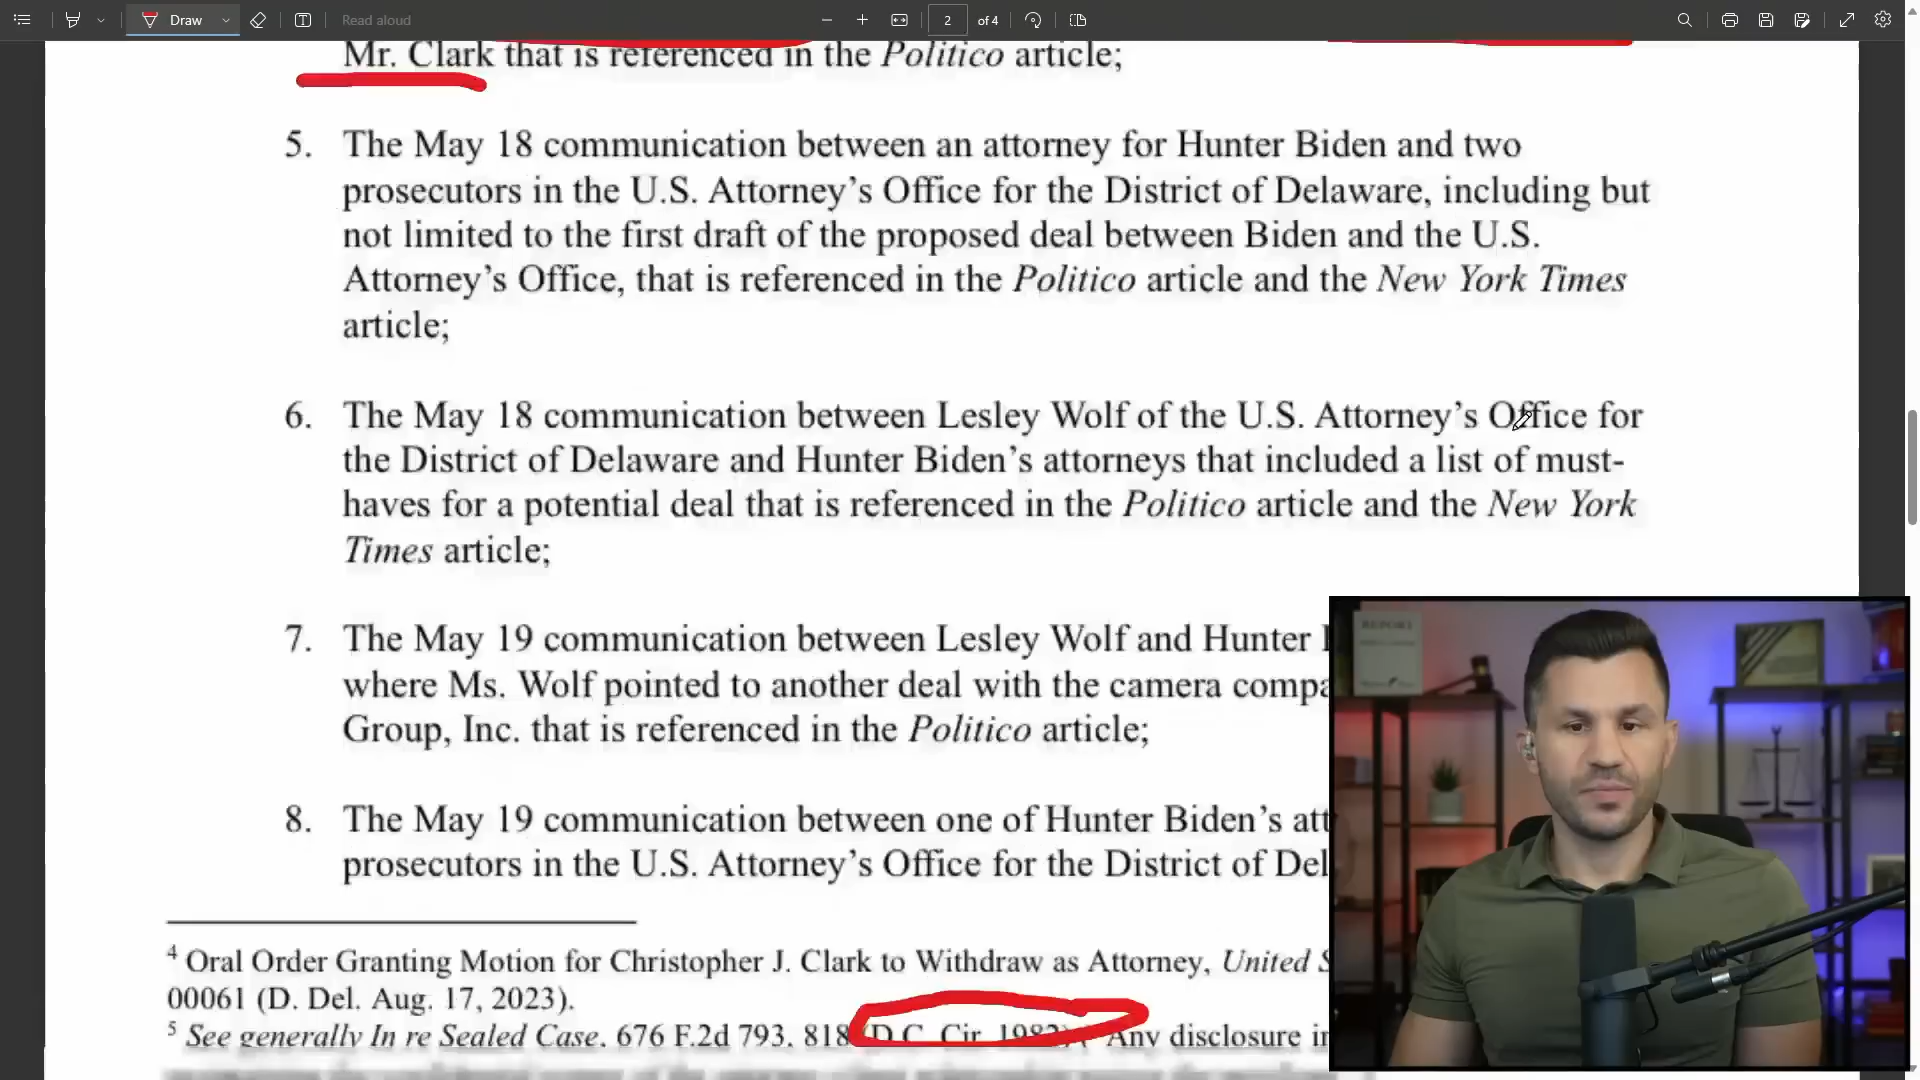 Draw
Read aloud
2 of 4
Mr. Clark that is referenced in the Politico article;
5. The May 18 communication between an attorney for Hunter Biden and two
prosecutors in the U.S. Attorney's Office for the District of Delaware, including but
not limited to the first draft of the proposed deal between Biden and the U.S.
Attorney's Office, that is referenced in the Politico article and the New York Times
article;
6. The May 18 communication between Lesley Wolf of the U.S. Attorney's Office for
the District of Delaware and Hunter Biden's attorneys that included a list of must-
haves for a potential deal that is referenced in the Politico article and the New York
Times article;
7. The May 19 communication between Lesley Wolf and Hunter
where Ms. Wolf pointed to another deal with the camera
Group, Inc. that is referenced in the Politico article;
8. The May 19 communication between one of Hunter Biden's
prosecutors in the U.S. Attorney's Office for the District of
4 Oral Order Granting Motion for Christopher J. Clark to Withdraw as Attorney, United
00061 (D. Del. Aug. 17, 2023).
5 See generally In re Sealed Case, 676 F.2d 793, 818 (D.C. Cir. 1982) Any disclosure
REPORT